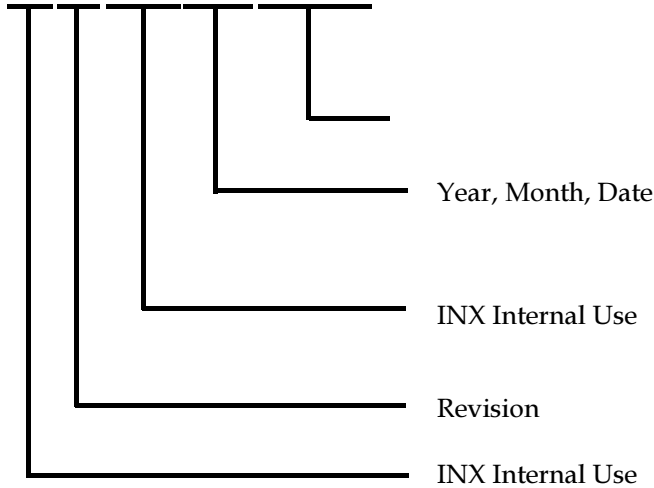 Year, Month, Date
INX Internal Use
Revision
INX Internal Use